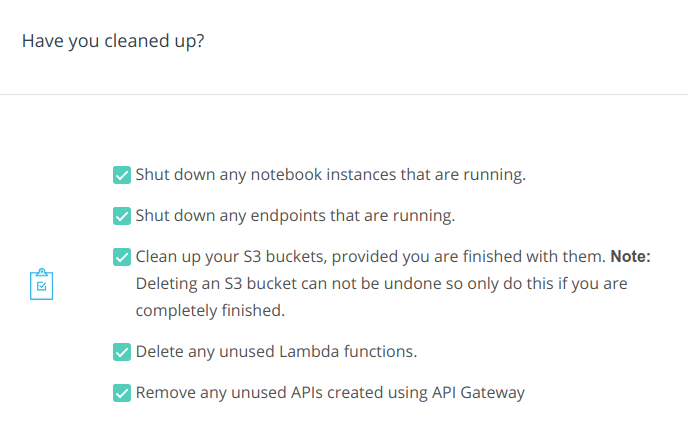 Have you cleaned up?
Shut down any notebook instances that are running.
Shut down any endpoints that are running.
Clean up your S3 buckets, provided you are finished with them. Note:
Deleting an S3 bucket can not be undone so only do this if you are
completely finished.
Delete any unused Lambda functions.
Remove any unused APIs created using API Gateway